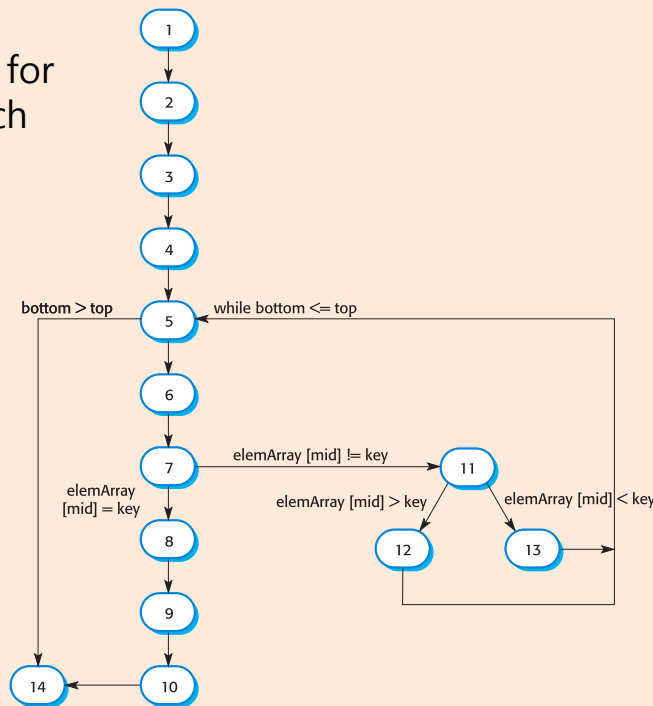 for
ch
1
2
3
4
bottom > top
5
while bottom <= top
6
7
elemArray [mid] != key
11
elemArray
[mid] = key
elemArray [mid] > key
elemArray [mid] < key
8
12
13
9
14
10